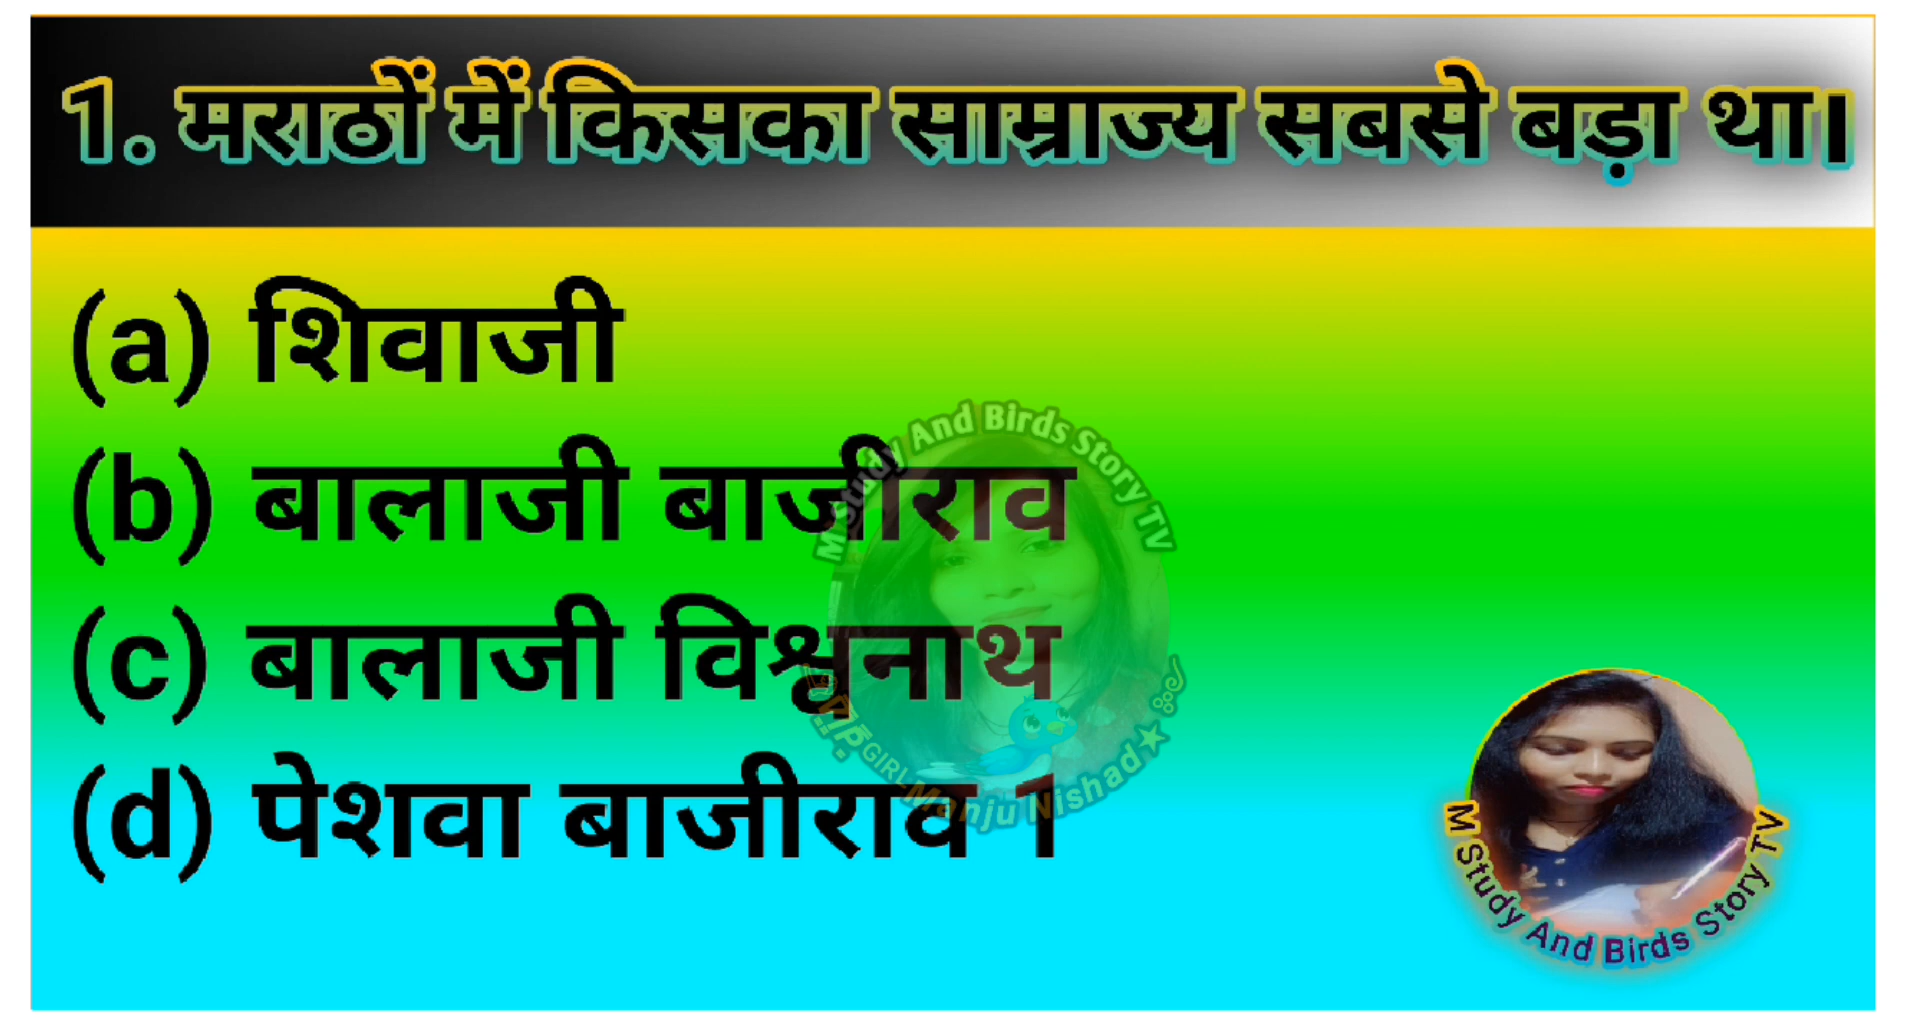 1. मराठों में किसका साम्राज्य सबसे बड़ा था।
(a) शिवाजी
(b) बालाजी बाजीराव
(c) बालाजी विश्वनाथ
(d) पेशवा बाजीराव 1
M Study And Birds Story TV
GIRL Manju Nishad★
M Study And Birds Story TV